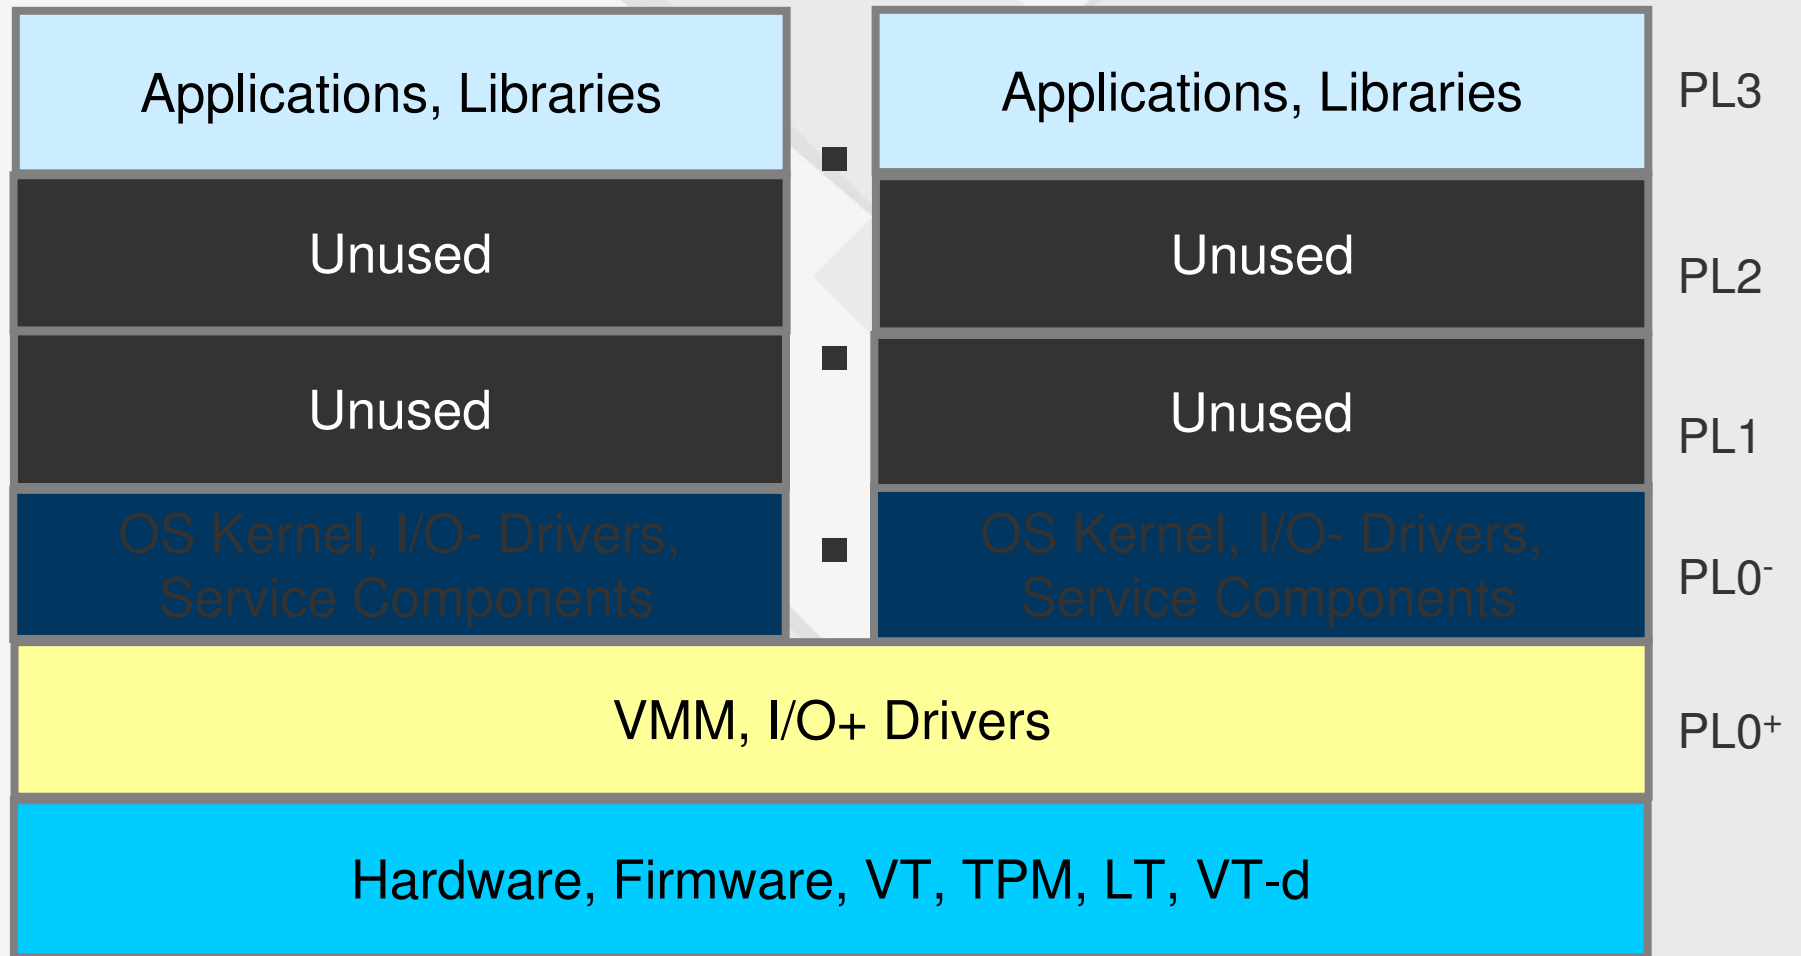 Applications, Libraries
Applications, Libraries
PL3
Unused
Unused
PL2
Unused
Unused
PL1
OS Kernel, I/O- Drivers,
Service Components
OS Kernel, I/O- Drivers,
Service Components
PL0-
VMM, I/O+ Drivers
PL0+
Hardware, Firmware, VT, TPM, LT, VT-d